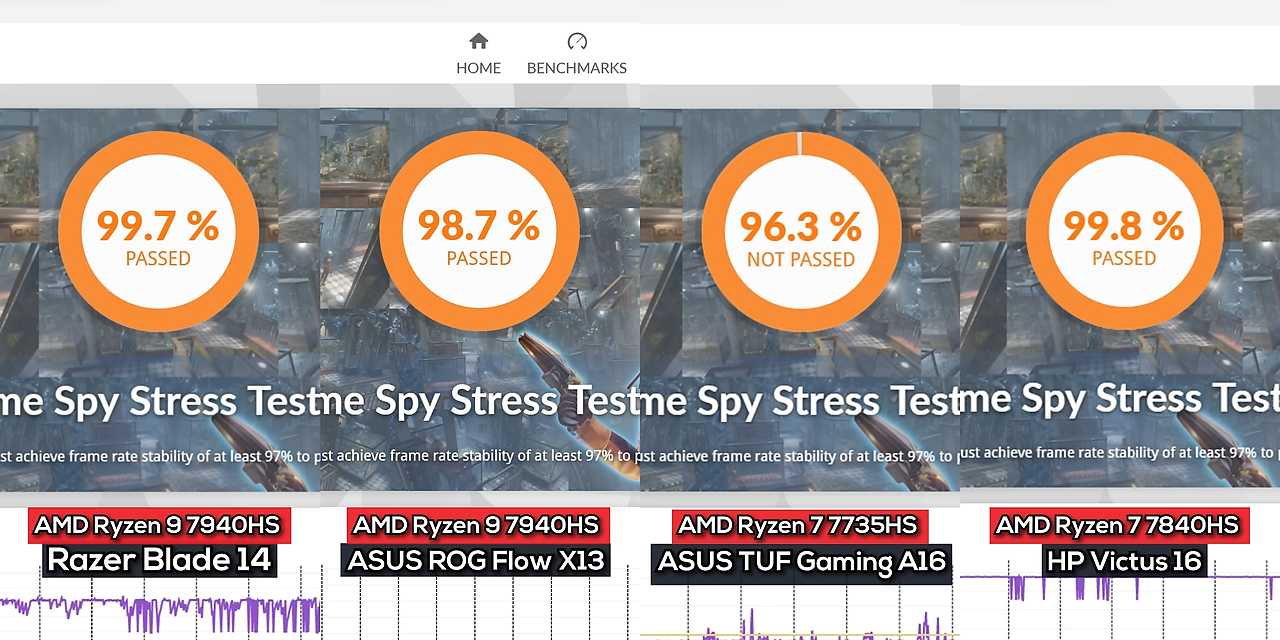 HOME
BENCHMARKS
99.7 %
PASSED
me Spy Stress Test
st achieve frame rate stability of at least 97% to p
AMD Ryzen 9 7940HS
Razer Blade 14
98.7 %
PASSED
me Spy Stress Test
st achieve frame rate stability of at least 97% to p
AMD Ryzen 9 7940HS
ASUS ROG Flow X13
96.3 %
NOT PASSED
me Spy Stress Test
ust achieve frame rate stability of at least 97% to p
AMD Ryzen 7 7735HS
ASUS TUF Gaming A16
99.8 %
PASSED
me Spy Stress Test
ust achieve frame rate stability of at least 97% to p
AMD Ryzen 7 7840HS
HP Victus 16